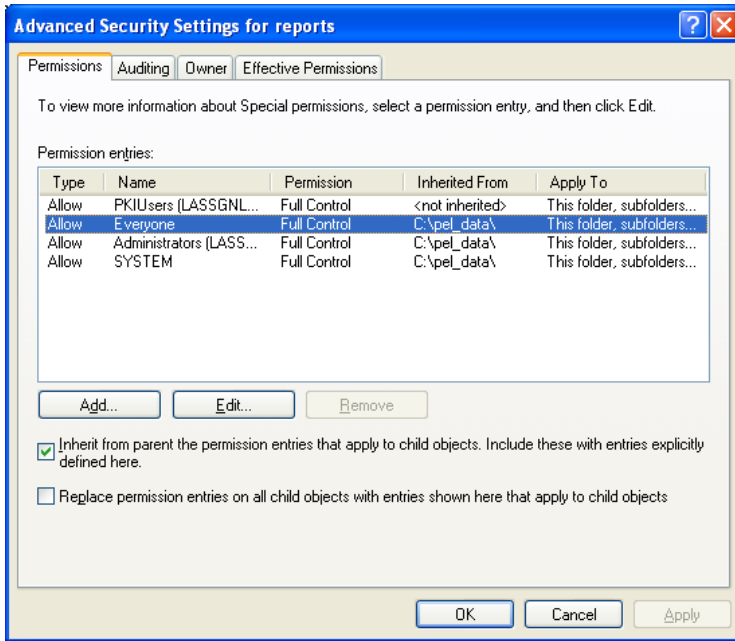 Advanced Security Settings for reports
Permissions Auditing Owner Effective Permissions
To view more information about Special permissions, select a permission entry, and then click Edit.
Permission entries:
Type Name Permission Inherited From Apply To
Allow PKIUsers (LASSGNL... Full Control <not inherited> This folder, subfolders...
Allow Everyone Full Control C:\pel_data\ This folder, subfolders...
Allow Administrators (LASS... Full Control C:\pel_data\ This folder, subfolders...
Allow SYSTEM Full Control C:\pel_data\ This folder, subfolders...
Add... Edit... Remove
Inherit from parent the permission entries that apply to child objects. Include these with entries explicitly
defined here.
Replace permission entries on all child objects with entries shown here that apply to child objects
OK Cancel Apply